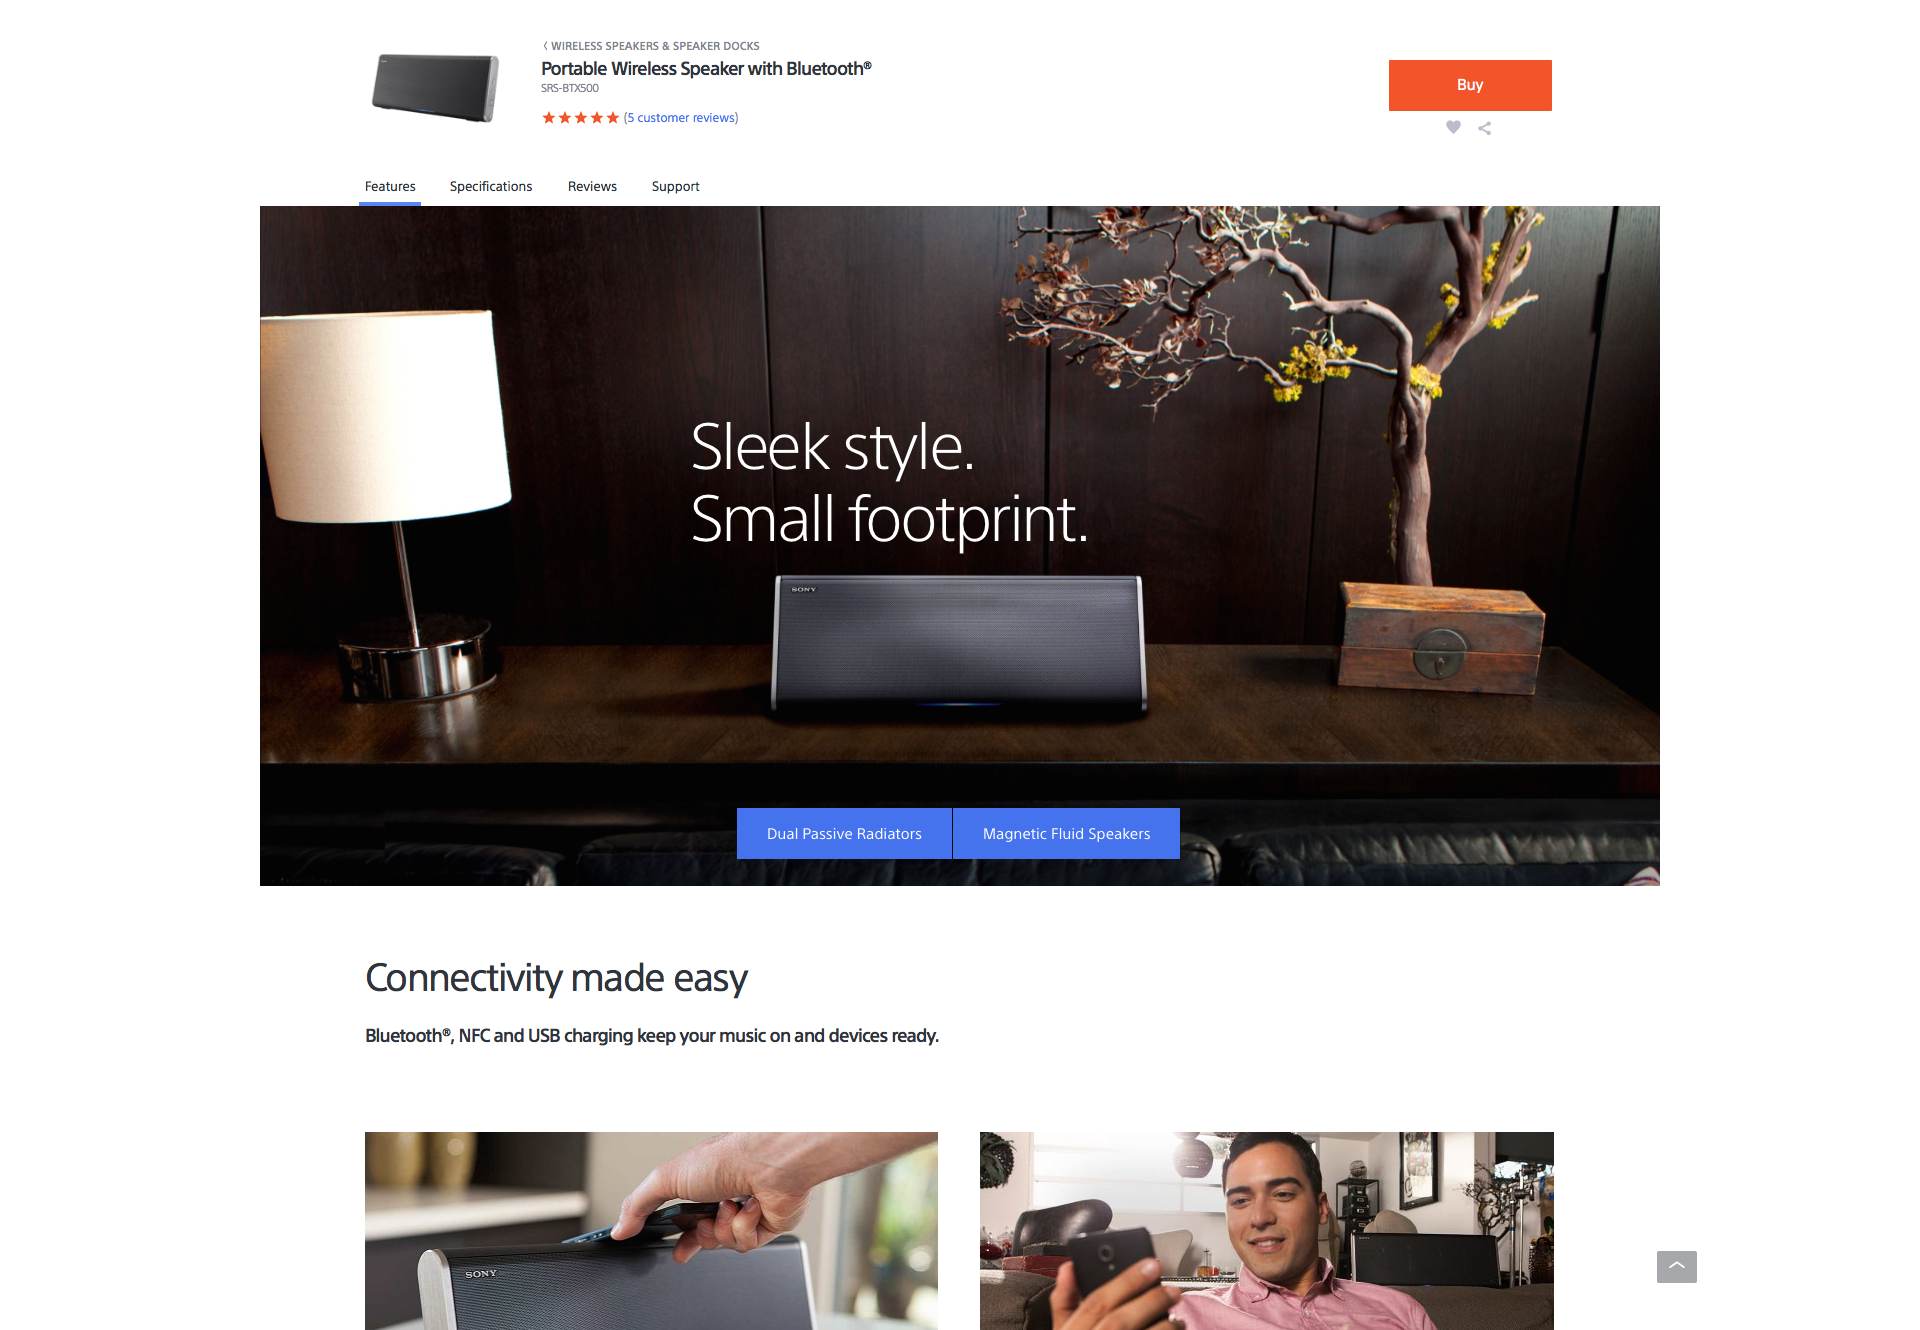 〈 WIRELESS SPEAKERS & SPEAKER DOCKS
Portable Wireless Speaker with Bluetooth®
SRS-BTX500
(5 customer reviews)
Buy
Features
Specifications
Reviews
Support
Sleek style.
Small footprint.
SONY
Dual Passive Radiators
Magnetic Fluid Speakers
Connectivity made easy
Bluetooth®, NFC and USB charging keep your music on and devices ready.
SONY